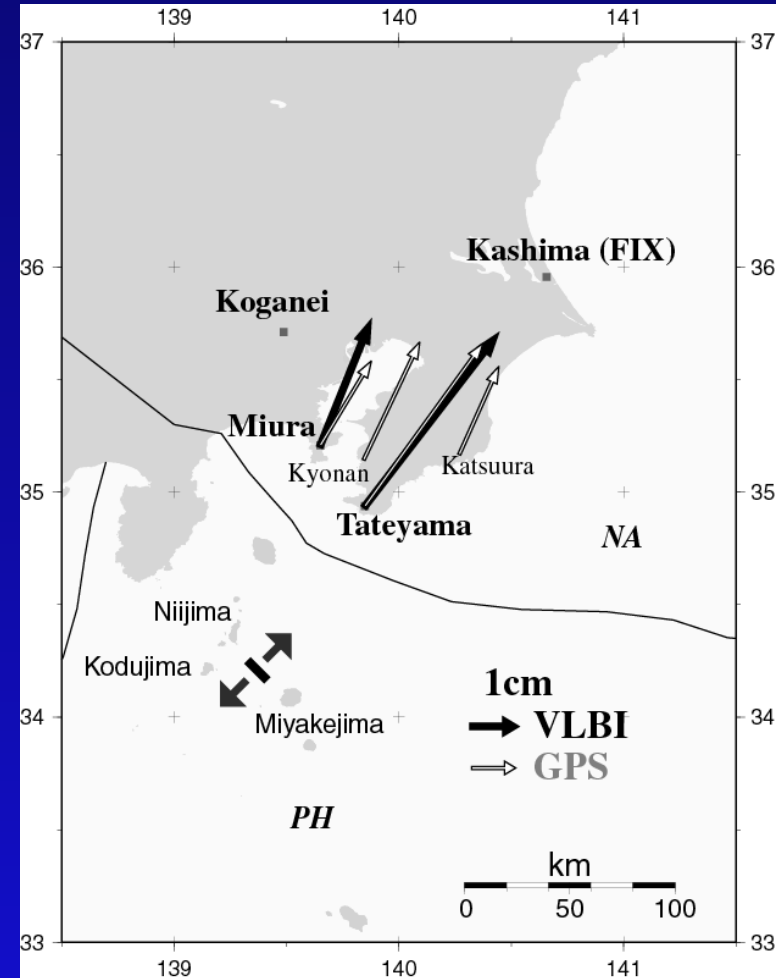 139 140 141
37 37
36 36
Kashima (FIX)
Koganei
Miura
Kyonan Katsuura
35 35
Tateyama
NA
Niijima
Kodujima
1cm
34 34
Miyakejima
VLBI
GPS
PH
km
0 50 100
33 33
139 140 141